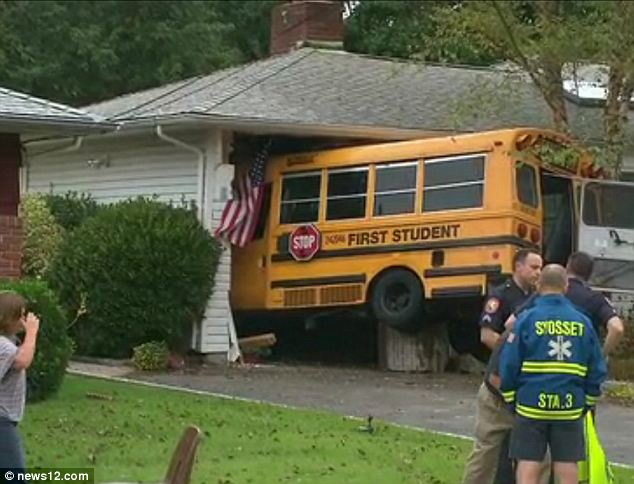 STOP
FIRST STUDENT
SYOSSET
STA.3
© news12.com